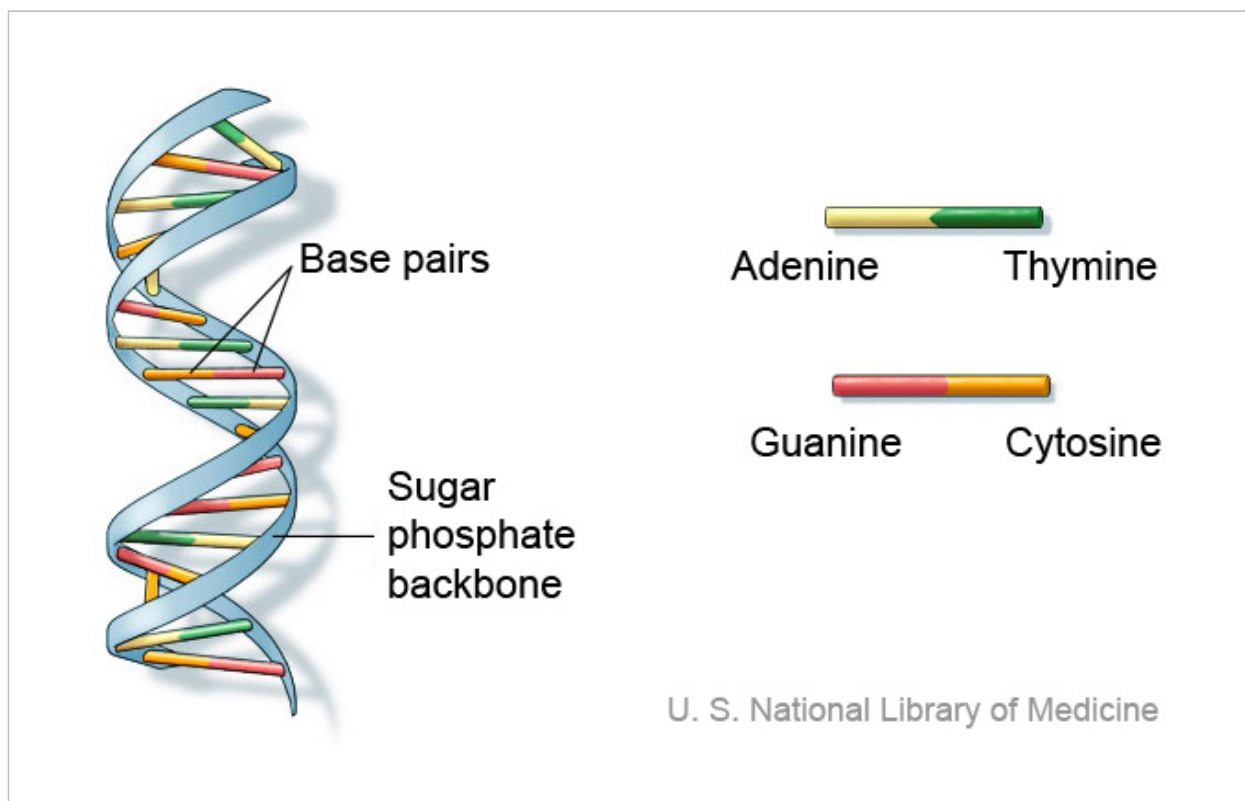 Base pairs
Adenine
Thymine
Guanine
Cytosine
Sugar
phosphate
backbone
U. S. National Library of Medicine